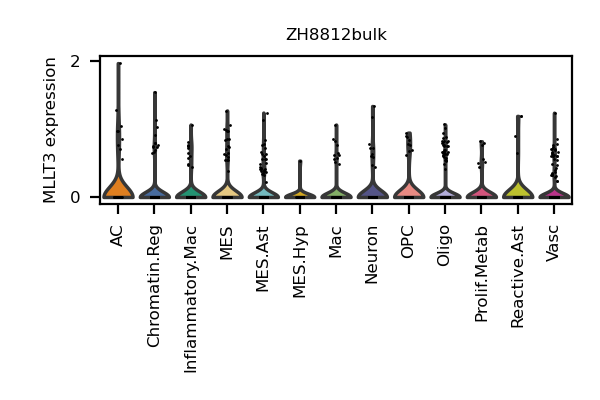 ZH8812bulk
MLLT3 expression
2
0
AC
Chromatin.Reg
Inflammatory.Mac
MES
MES.Ast
MES.Hyp
Mac
Neuron
OPC
Oligo
Prolif.Metab
Reactive.Ast
Vasc